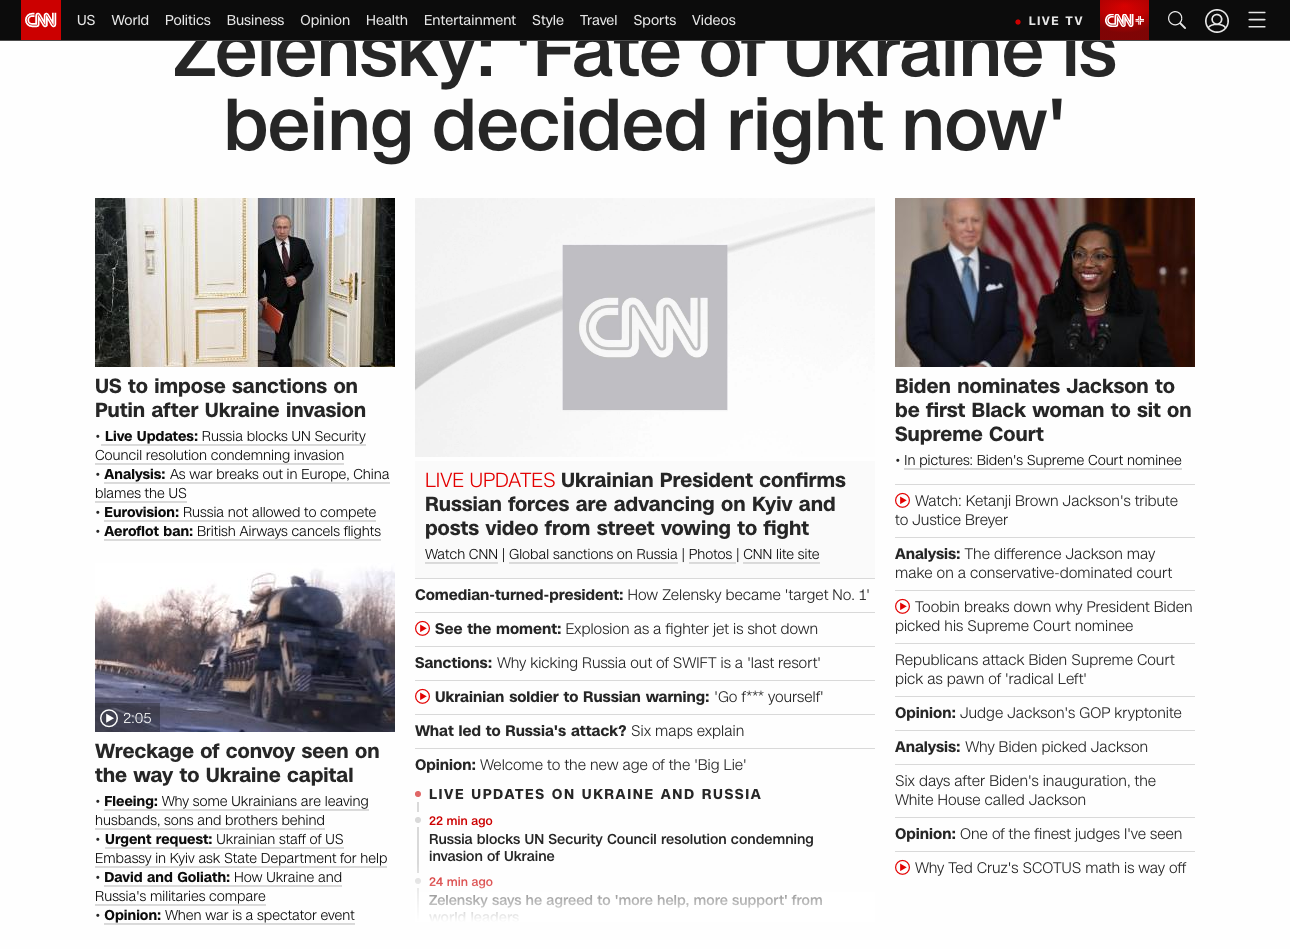 CNN US World Politics Business Opinion Health Entertainment Style Travel Sports Videos LIVE TV CNN+
Zelensky: 'Fate of Ukraine is
being decided right now'
US to impose sanctions on
Putin after Ukraine invasion
• Live Updates: Russia blocks UN Security
Council resolution condemning invasion
• Analysis: As war breaks out in Europe, China
blames the US
• Eurovision: Russia not allowed to compete
• Aeroflot ban: British Airways cancels flights
2:05
Wreckage of convoy seen on
the way to Ukraine capital
• Fleeing: Why some Ukrainians are leaving
husbands, sons and brothers behind
• Urgent request: Ukrainian staff of US
Embassy in Kyiv ask State Department for help
• David and Goliath: How Ukraine and
Russia's militaries compare
• Opinion: When war is a spectator event
CNN
LIVE UPDATES Ukrainian President confirms
Russian forces are advancing on Kyiv and
posts video from street vowing to fight
Watch CNN | Global sanctions on Russia | Photos | CNN lite site
Comedian-turned-president: How Zelensky became 'target No. 1'
See the moment: Explosion as a fighter jet is shot down
Sanctions: Why kicking Russia out of SWIFT is a 'last resort'
Ukrainian soldier to Russian warning: 'Go f*** yourself'
What led to Russia's attack? Six maps explain
Opinion: Welcome to the new age of the 'Big Lie'
LIVE UPDATES ON UKRAINE AND RUSSIA
22 min ago
Russia blocks UN Security Council resolution condemning
invasion of Ukraine
24 min ago
Zelensky says he agreed to 'more help, more support' from
world leaders
Biden nominates Jackson to
be first Black woman to sit on
Supreme Court
• In pictures: Biden's Supreme Court nominee
Watch: Ketanji Brown Jackson's tribute
to Justice Breyer
Analysis: The difference Jackson may
make on a conservative-dominated court
Toobin breaks down why President Biden
picked his Supreme Court nominee
Republicans attack Biden Supreme Court
pick as pawn of 'radical Left'
Opinion: Judge Jackson's GOP kryptonite
Analysis: Why Biden picked Jackson
Six days after Biden's inauguration, the
White House called Jackson
Opinion: One of the finest judges I've seen
Why Ted Cruz's SCOTUS math is way off